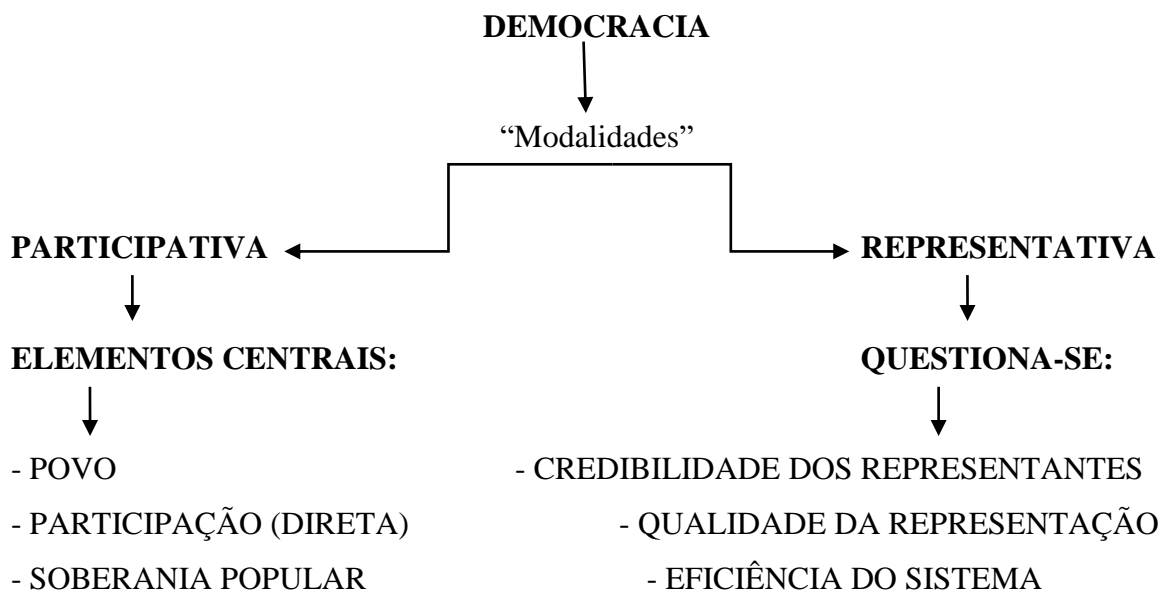 DEMOCRACIA
“Modalidades”
PARTICIPATIVA
REPRESENTATIVA
ELEMENTOS CENTRAIS:
QUESTIONA-SE:
- POVO
- CREDIBILIDADE DOS REPRESENTANTES
- PARTICIPAÇÃO (DIRETA)
- QUALIDADE DA REPRESENTAÇÃO
- SOBERANIA POPULAR
- EFICIÊNCIA DO SISTEMA